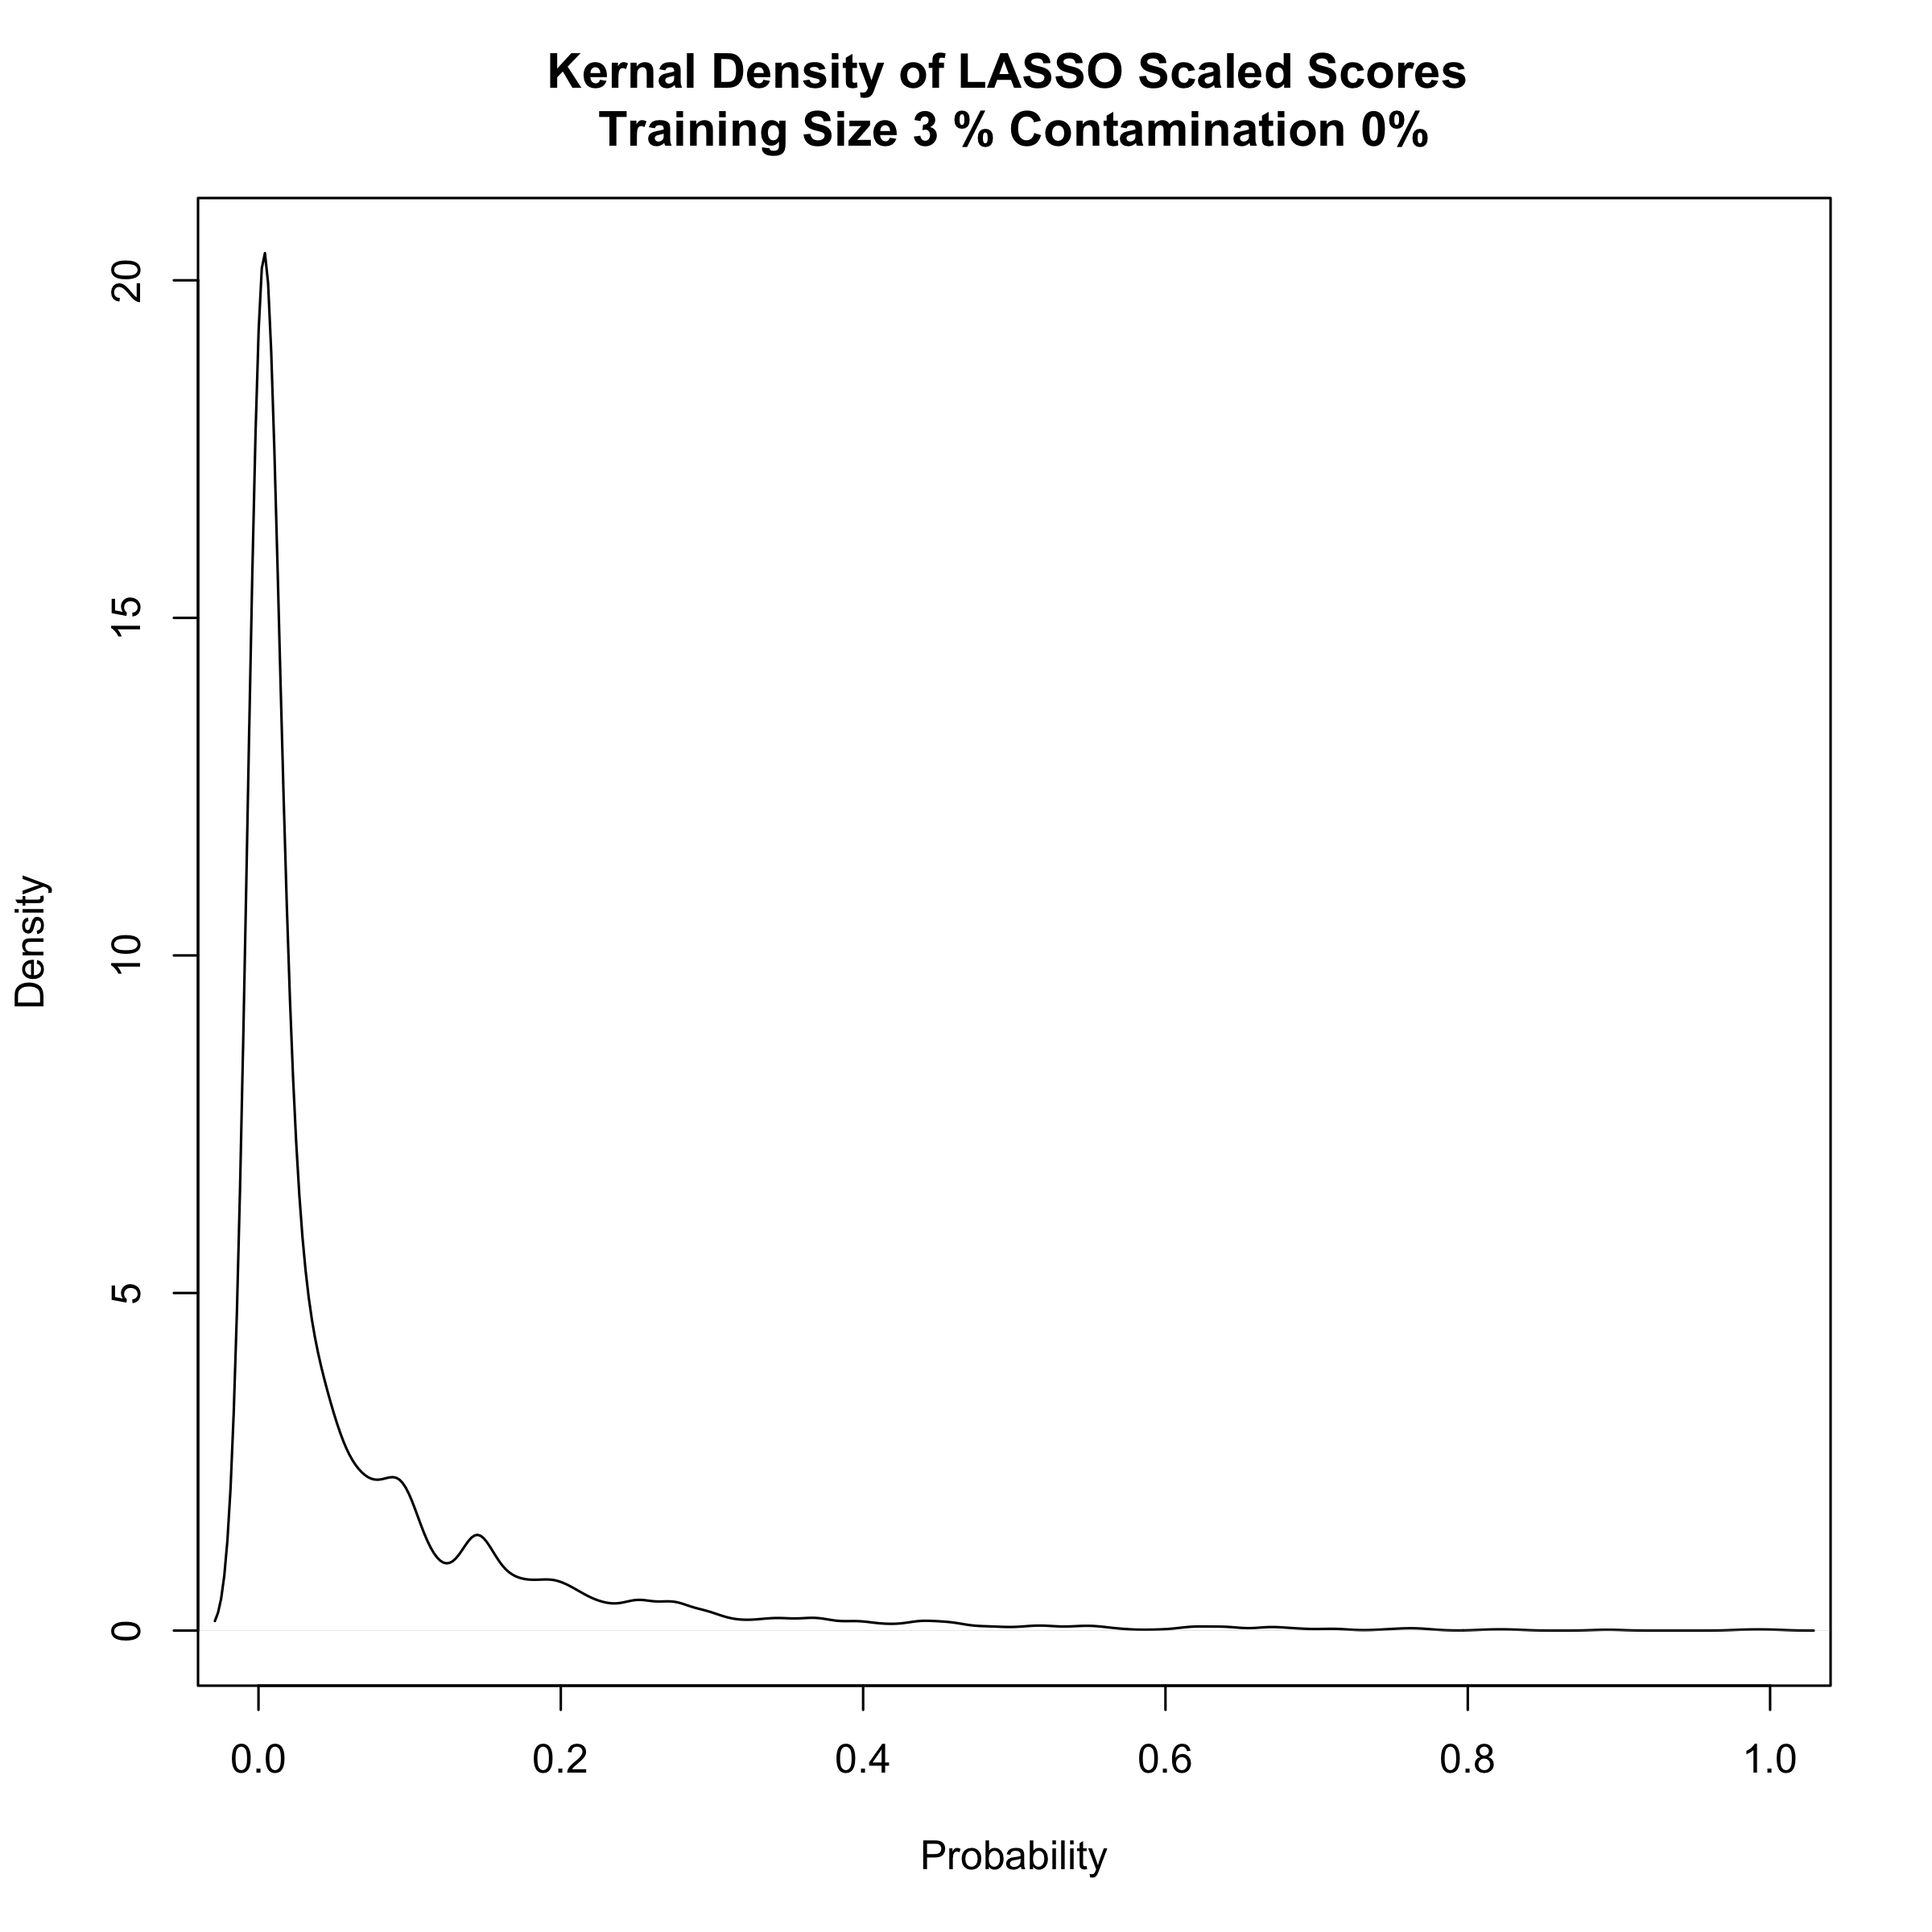 Kernal Density of LASSO Scaled Scores
Training Size 3 % Contamination 0%
Density
20
15
10
5
0
0.0 0.2 0.4 0.6 0.8 1.0
Probability